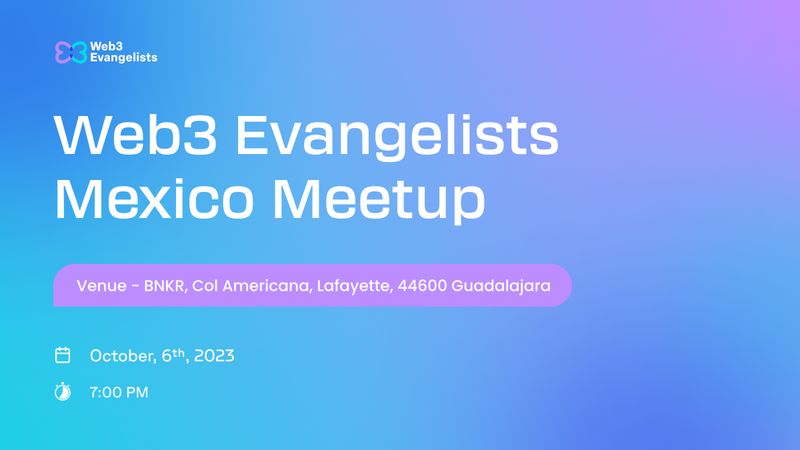 Web3
Evangelists
Web3 Evangelists
Mexico Meetup
Venue - BNKR, Col Americana, Lafayette, 44600 Guadalajara
October, 6ᵗʰ, 2023
7:00 PM